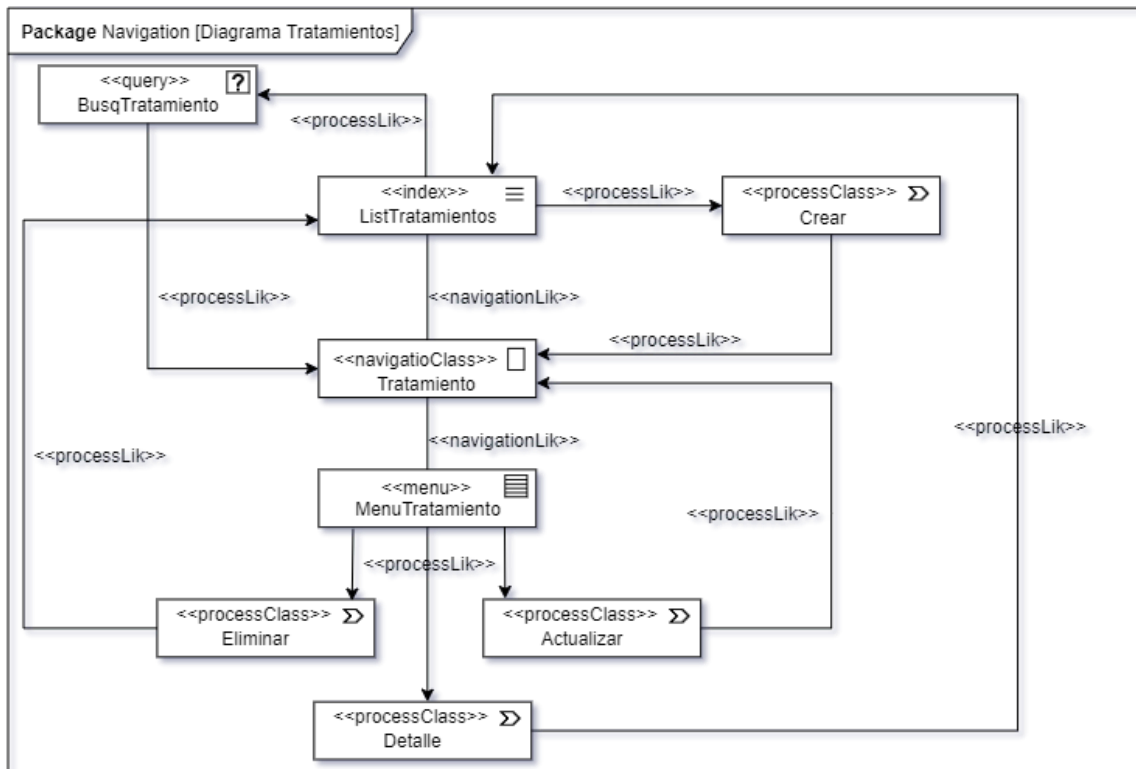 Package Navigation [Diagrama Tratamientos]
<<query>>
?
BusqTratamiento
<<processLik>>
<<index>>
ListTratamientos
<<processLik>>
<<processClass>>
Crear
<<processLik>>
<<navigationLik>>
<<processLik>>
<<navigatioClass>>
Tratamiento
<<processLik>>
<<navigationLik>>
<<processLik>>
<<menu>>
MenuTratamiento
<<processLik>>
<<processLik>>
<<processClass>>
Eliminar
<<processClass>>
Actualizar
<<processClass>>
Detalle